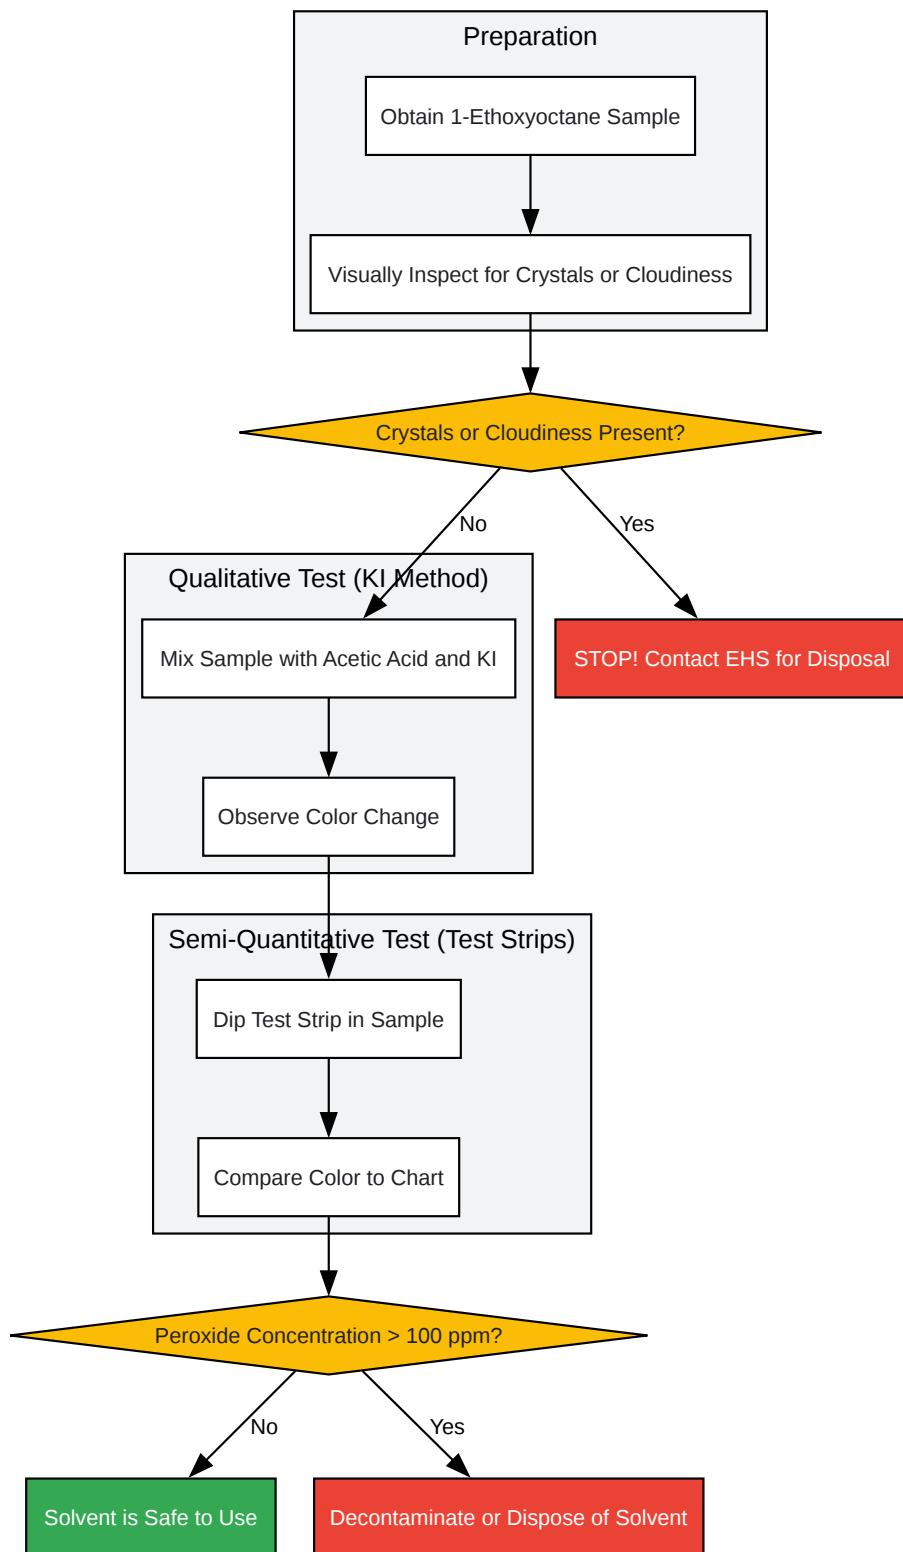 Preparation
Obtain 1-Ethoxyoctane Sample
Visually Inspect for Crystals or Cloudiness
Crystals or Cloudiness Present?
No
Yes
Qualitative Test (KI Method)
Mix Sample with Acetic Acid and KI
STOP! Contact EHS for Disposal
Observe Color Change
Semi-Quantitative Test (Test Strips)
Dip Test Strip in Sample
Compare Color to Chart
Peroxide Concentration > 100 ppm?
No
Yes
Solvent is Safe to Use
Decontaminate or Dispose of Solvent